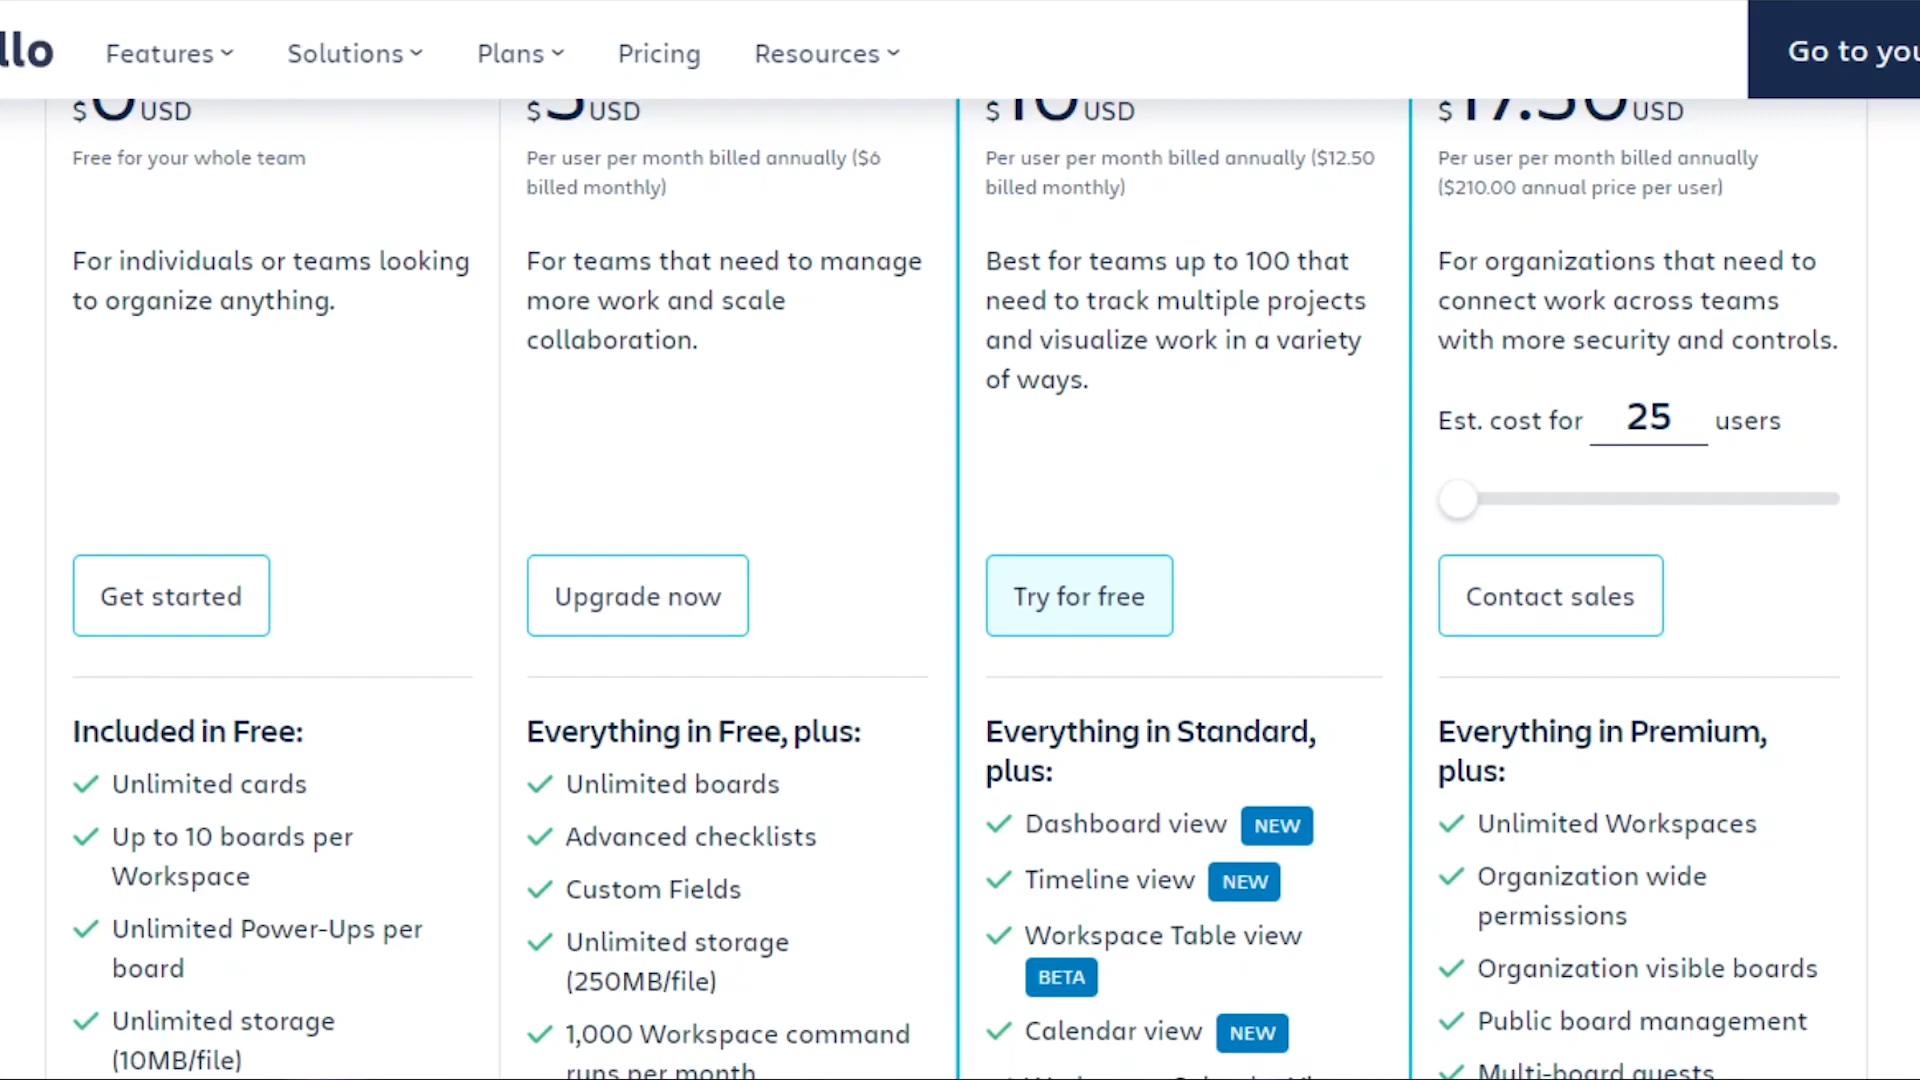 llo
Features
Solutions
Plans
Pricing
Resources
Go to you
$0 USD
Free for your whole team
For individuals or teams looking
to organize anything.
Get started
Included in Free:
Unlimited cards
Up to 10 boards per
Workspace
Unlimited Power-Ups per
board
Unlimited storage
(10MB/file)
$5 USD
Per user per month billed annually ($6
billed monthly)
For teams that need to manage
more work and scale
collaboration.
Upgrade now
Everything in Free, plus:
Unlimited boards
Advanced checklists
Custom Fields
Unlimited storage
(250MB/file)
1,000 Workspace command
runs per month
$10 USD
Per user per month billed annually ($12.50
billed monthly)
Best for teams up to 100 that
need to track multiple projects
and visualize work in a variety
of ways.
Try for free
Everything in Standard,
plus:
Dashboard view NEW
Timeline view NEW
Workspace Table view
BETA
Calendar view NEW
$17.50 USD
Per user per month billed annually
($210.00 annual price per user)
For organizations that need to
connect work across teams
with more security and controls.
Est. cost for 25 users
Contact sales
Everything in Premium,
plus:
Unlimited Workspaces
Organization wide
permissions
Organization visible boards
Public board management
Multi-board guests